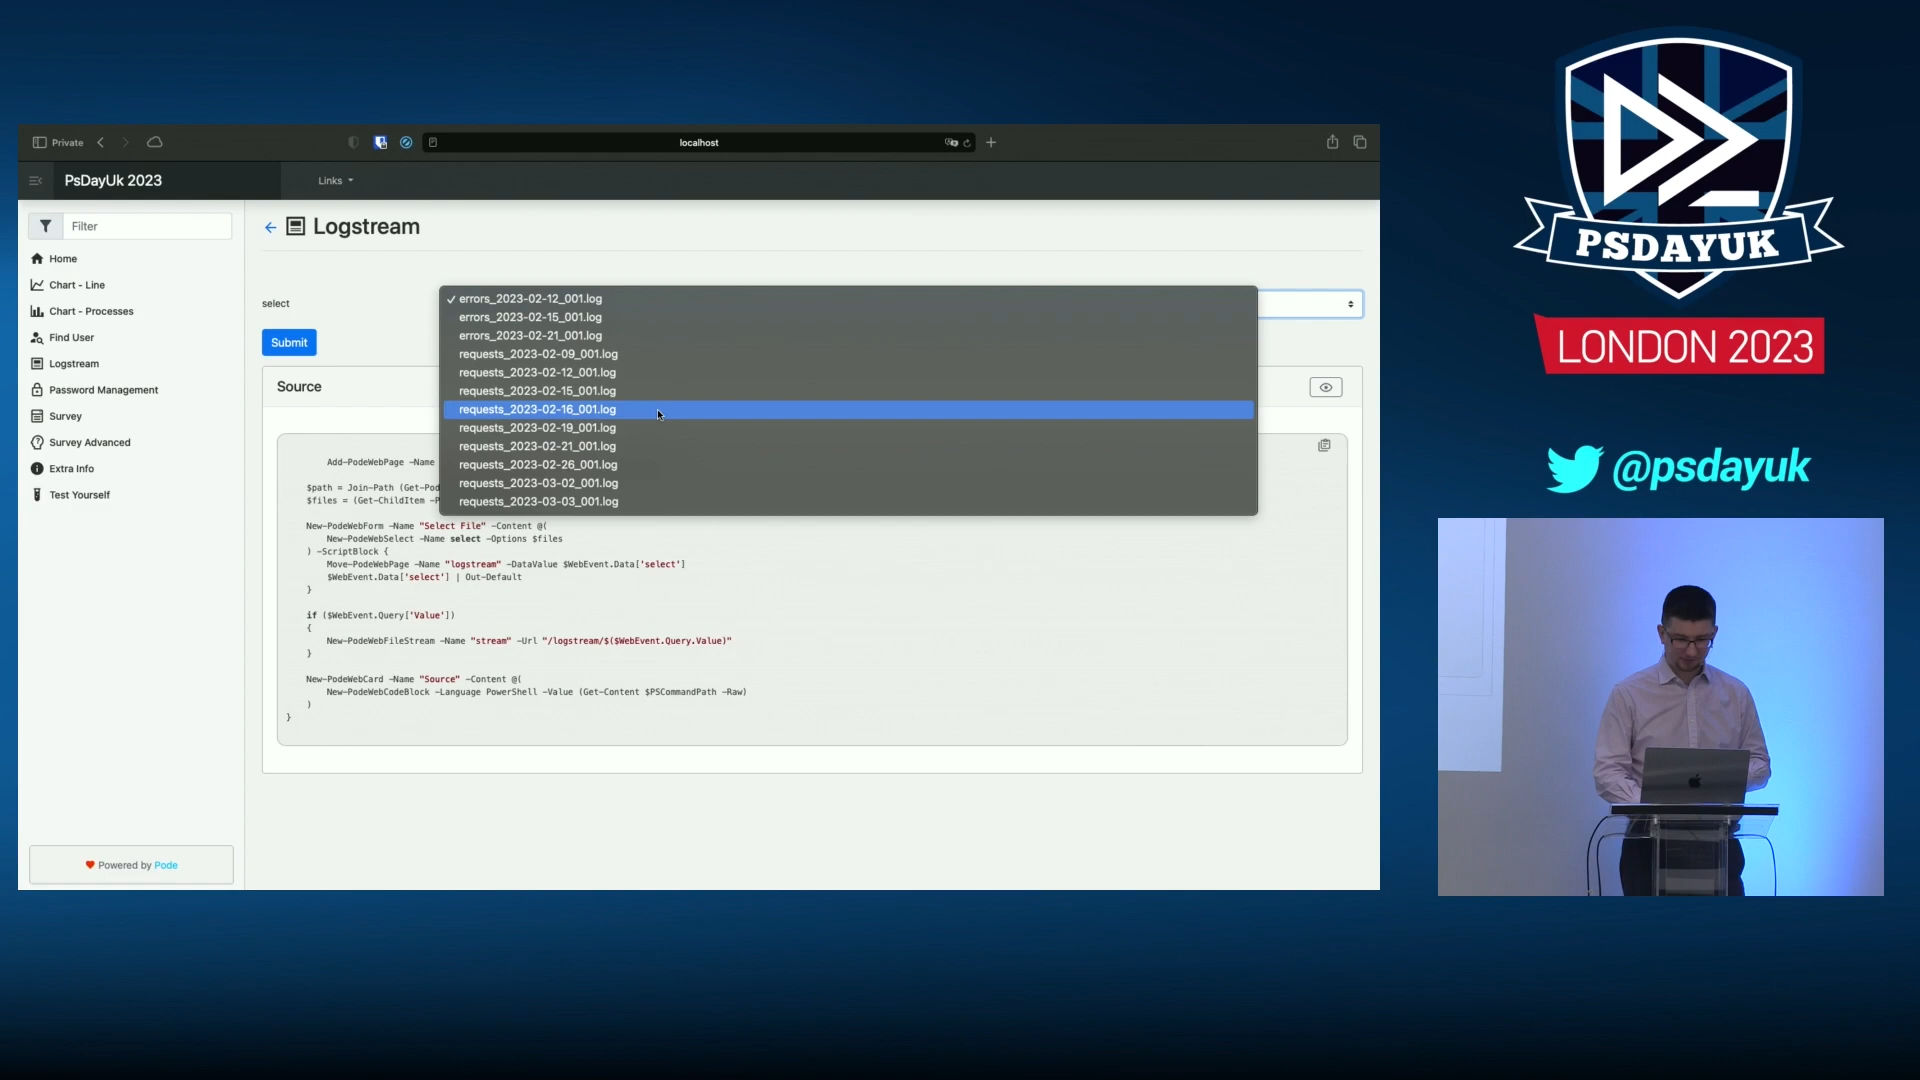 Private
localhost
PsDayUk 2023
Links
Filter
Home
Chart - Line
Chart - Processes
Find User
Logstream
Password Management
Survey
Survey Advanced
Extra Info
Test Yourself
Powered by Pode
Logstream
select
errors_2023-02-12_001.log
errors_2023-02-15_001.log
errors_2023-02-21_001.log
requests_2023-02-09_001.log
requests_2023-02-12_001.log
requests_2023-02-15_001.log
requests_2023-02-16_001.log
requests_2023-02-19_001.log
requests_2023-02-21_001.log
requests_2023-02-26_001.log
requests_2023-03-02_001.log
requests_2023-03-03_001.log
Submit
Source
Add-PodeWebPage -Name
$path = Join-Path (Get-Pod
$files = (Get-ChildItem -P
New-PodeWebForm -Name "Select File" -Content @(
New-PodeWebSelect -Name select -Options $files
) -ScriptBlock {
Move-PodeWebPage -Name "logstream" -DataValue $WebEvent.Data['select']
$WebEvent.Data['select'] | Out-Default
}
if ($WebEvent.Query['Value'])
{
New-PodeWebFileStream -Name "stream" -Url "/logstream/$($WebEvent.Query.Value)"
}
New-PodeWebCard -Name "Source" -Content @(
New-PodeWebCodeBlock -Language PowerShell -Value (Get-Content $PSCommandPath -Raw)
)
}
PSDAYUK
LONDON 2023
@psdayuk